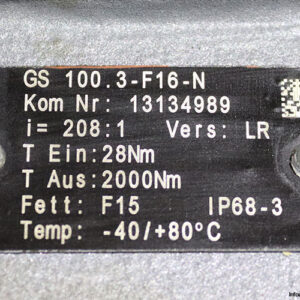 GS 100.3-F16-N
Kom Nr: 13134989
i= 208:1 Vers: LR
T Ein: 28Nm
T Aus: 2000Nm
Fett: F15 IP68-3
Temp: -40/+80°C